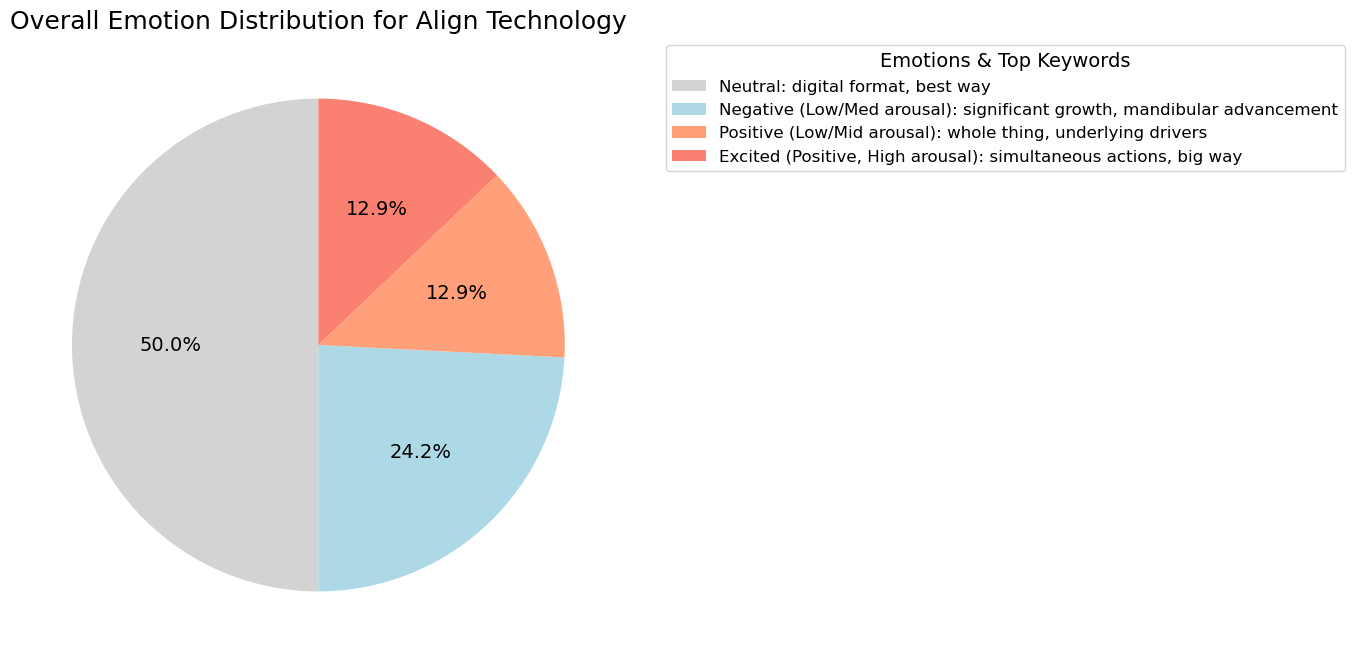 Overall Emotion Distribution for Align Technology
Emotions & Top Keywords
Neutral: digital format, best way
Negative (Low/Med arousal): significant growth, mandibular advancement
Positive (Low/Mid arousal): whole thing, underlying drivers
Excited (Positive, High arousal): simultaneous actions, big way
12.9%
12.9%
50.0%
24.2%